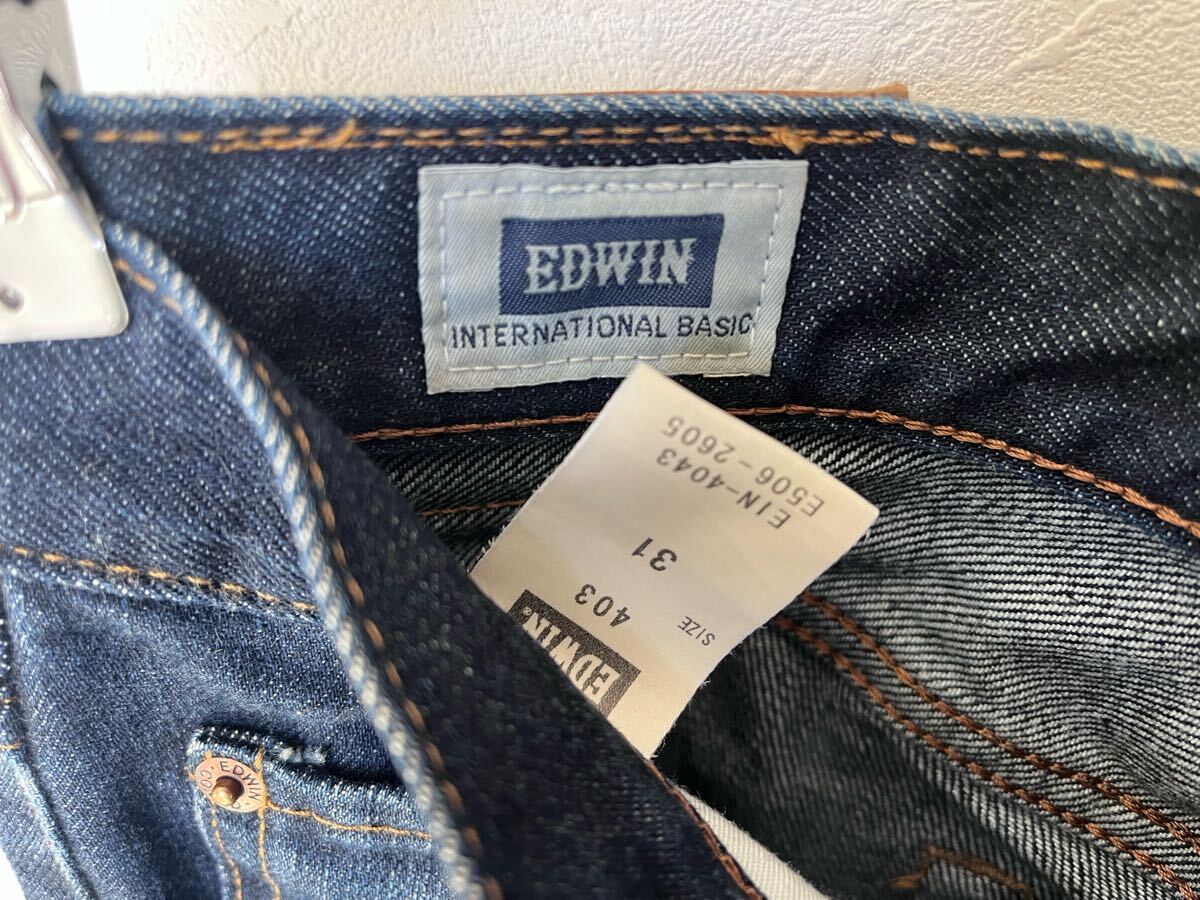 EDWIN
INTERNATIONAL BASIC
EDWIN
SIZE
403
31
EIN-4043
E506-2605
EDWIN